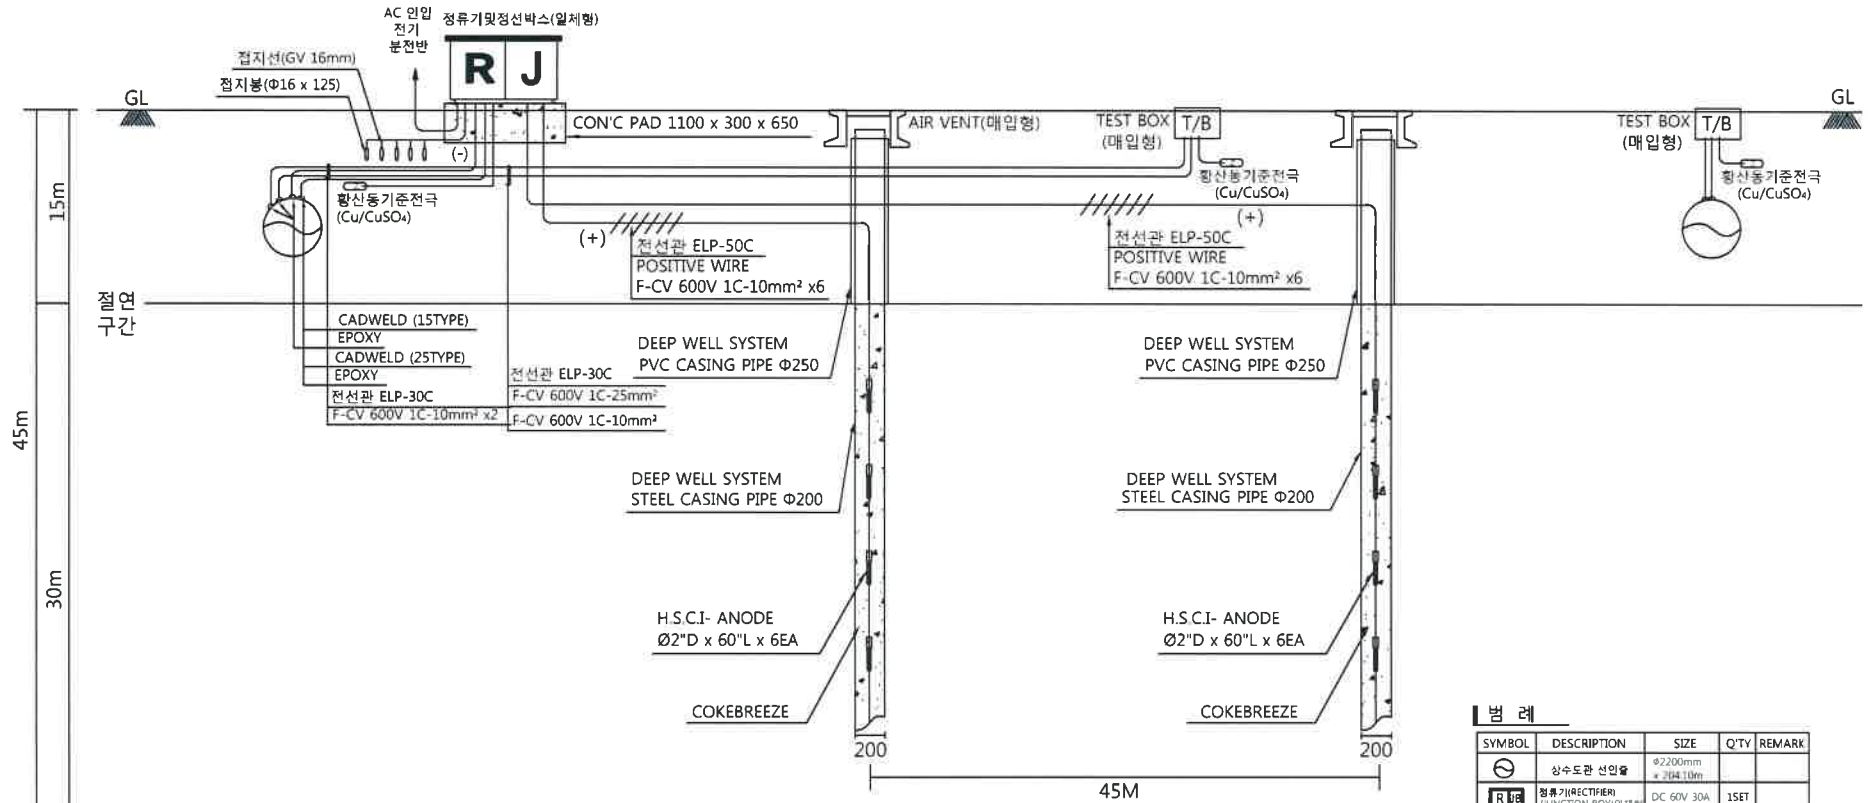 AC 인입
전기
분전반
정류기및정션박스(일체형)
R J
접지선(GV 16mm)
접지봉(Φ16 x 125)
GL
CON'C PAD 1100 x 300 x 650
(-)
AIR VENT(매입형)
TEST BOX
(매입형)
T/B
TEST BOX
(매입형)
T/B
GL
황산동기준전극
(Cu/CuSO₄)
황산동기준전극
(Cu/CuSO₄)
황산동기준전극
(Cu/CuSO₄)
(+)
(+)
전선관 ELP-50C
POSITIVE WIRE
F-CV 600V 1C-10mm² x6
전선관 ELP-50C
POSITIVE WIRE
F-CV 600V 1C-10mm² x6
15m
절연
구간
45m
30m
CADWELD (15TYPE)
EPOXY
CADWELD (25TYPE)
EPOXY
전선관 ELP-30C
F-CV 600V 1C-10mm² x2
전선관 ELP-30C
F-CV 600V 1C-25mm²
F-CV 600V 1C-10mm²
DEEP WELL SYSTEM
PVC CASING PIPE Φ250
DEEP WELL SYSTEM
PVC CASING PIPE Φ250
DEEP WELL SYSTEM
STEEL CASING PIPE Φ200
DEEP WELL SYSTEM
STEEL CASING PIPE Φ200
H.S.C.I- ANODE
Ø2"D x 60"L x 6EA
H.S.C.I- ANODE
Ø2"D x 60"L x 6EA
COKEBREEZE
COKEBREEZE
200
200
45M
범 례
SYMBOL DESCRIPTION SIZE Q'TY REMARK
상수도관 선인출 Φ2200mm x 204.10m
R JB 정류기(RECTIFIER) DC 60V 30A 1SET